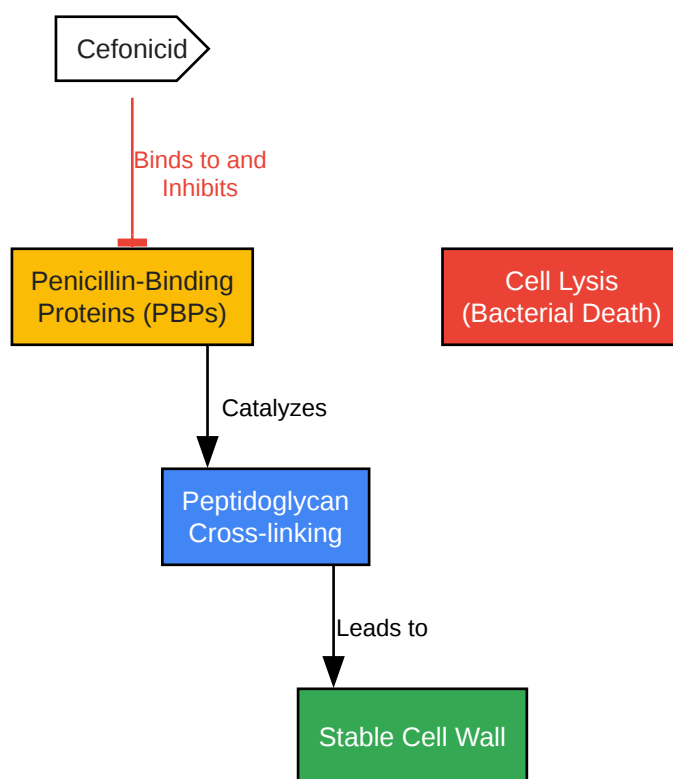 Cefonicid
Binds to and
Inhibits
Penicillin-Binding
Proteins (PBPs)
Cell Lysis
(Bacterial Death)
Catalyzes
Peptidoglycan
Cross-linking
Leads to
Stable Cell Wall